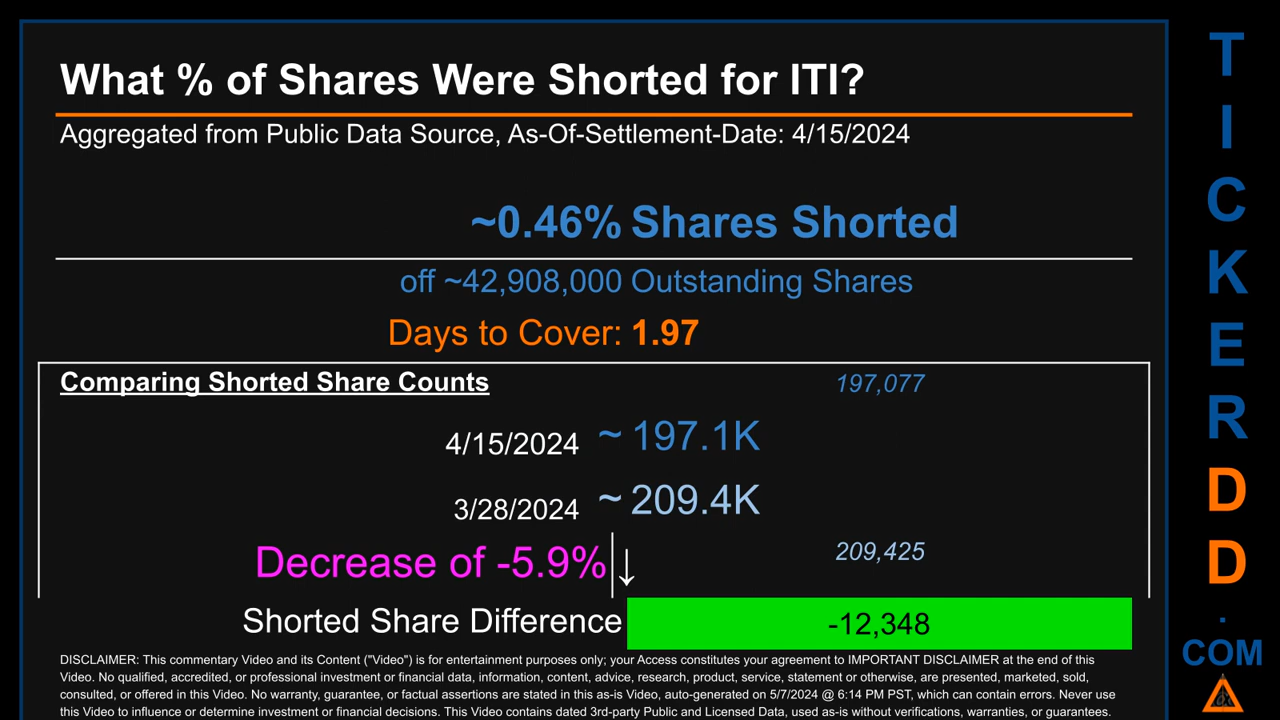 What % of Shares Were Shorted for ITI?
Aggregated from Public Data Source, As-Of-Settlement-Date: 4/15/2024
~0.46% Shares Shorted
off ~42,908,000 Outstanding Shares
Days to Cover: 1.97
Comparing Shorted Share Counts
197,077
4/15/2024 ~ 197.1K
3/28/2024 ~ 209.4K
209,425
Decrease of -5.9% ↓
Shorted Share Difference -12,348
DISCLAIMER: This commentary Video and its Content ("Video") is for entertainment purposes only; your Access constitutes your agreement to IMPORTANT DISCLAIMER at the end of this
Video. No qualified, accredited, or professional investment or financial data, information, content, advice, research, product, service, statement or otherwise, are presented, marketed, sold,
consulted, or offered in this Video. No warranty, guarantee, or factual assertions are stated in this as-is Video, auto-generated on 5/7/2024 @ 6:14 PM PST, which can contain errors. Never use
this Video to influence or determine investment or financial decisions. This Video contains dated 3rd-party Public and Licensed Data, used as-is without verifications, warranties, or guarantees.
T
I
C
K
E
R
D
D
.
COM